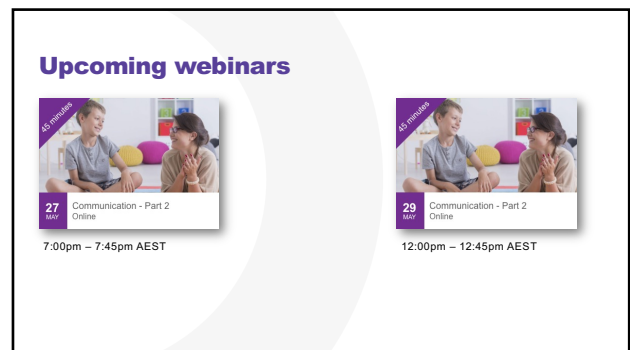 Upcoming webinars
45 minutes
27
MAY
Communication - Part 2
Online
7:00pm – 7:45pm AEST
45 minutes
29
MAY
Communication - Part 2
Online
12:00pm – 12:45pm AEST